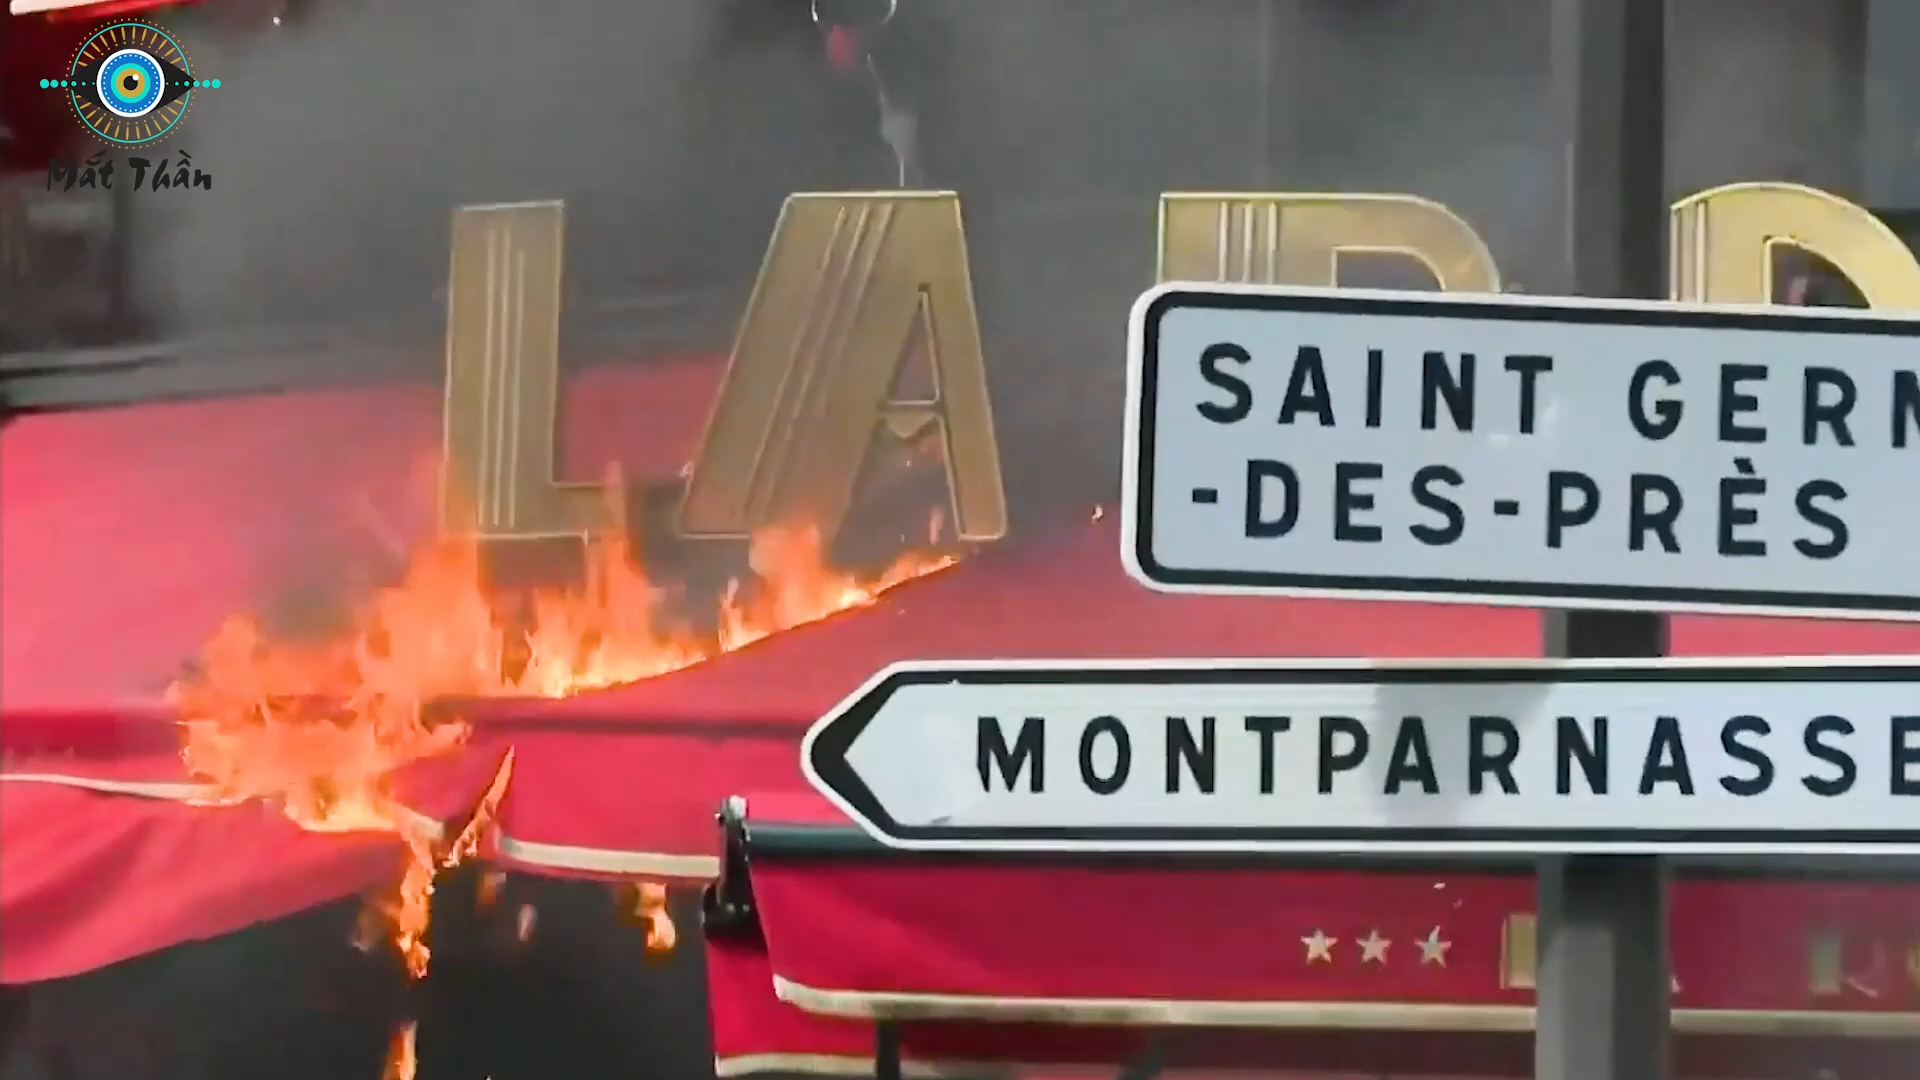 Mắt Thần
LA
SAINT GERM
-DES-PRÈS
MONTPARNASSE